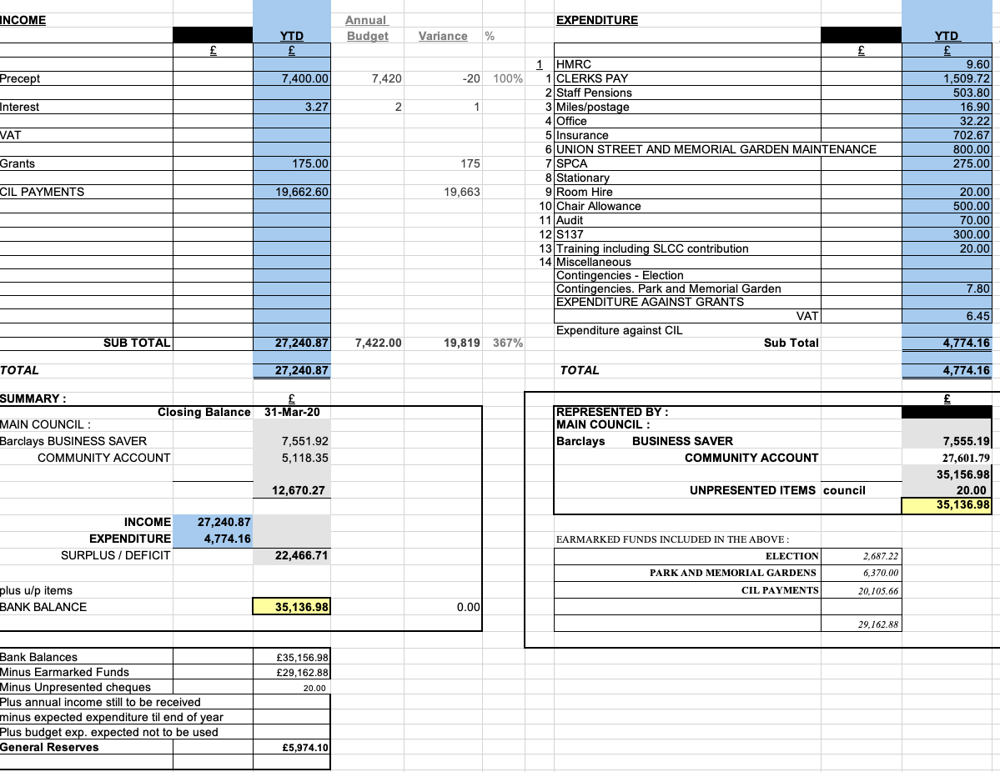 INCOME Annual EXPENDITURE
YTD Budget Variance % YTD
£ £ £ £
1 HMRC 9.60
Precept 7,400.00 7,420 -20 100% 1 CLERKS PAY 1,509.72
2 Staff Pensions 503.80
Interest 3.27 2 1 3 Miles/postage 16.90
4 Office 32.22
VAT 5 Insurance 702.67
6 UNION STREET AND MEMORIAL GARDEN MAINTENANCE 800.00
Grants 175.00 175 7 SPCA 275.00
8 Stationary
CIL PAYMENTS 19,662.60 19,663 9 Room Hire 20.00
10 Chair Allowance 500.00
11 Audit 70.00
12 S137 300.00
13 Training including SLCC contribution 20.00
14 Miscellaneous
Contingencies - Election
Contingencies. Park and Memorial Garden 7.80
EXPENDITURE AGAINST GRANTS
VAT 6.45
Expenditure against CIL
SUB TOTAL 27,240.87 7,422.00 19,819 367% Sub Total 4,774.16
TOTAL 27,240.87 TOTAL 4,774.16
SUMMARY : £ £
Closing Balance 31-Mar-20 REPRESENTED BY :
MAIN COUNCIL : MAIN COUNCIL :
Barclays BUSINESS SAVER 7,551.92 Barclays BUSINESS SAVER 7,555.19
COMMUNITY ACCOUNT 5,118.35 COMMUNITY ACCOUNT 27,601.79
35,156.98
12,670.27 UNPRESENTED ITEMS council 20.00
35,136.98
INCOME 27,240.87
EXPENDITURE 4,774.16 EARMARKED FUNDS INCLUDED IN THE ABOVE :
SURPLUS / DEFICIT 22,466.71 ELECTION 2,687.22
PARK AND MEMORIAL GARDENS 6,370.00
plus u/p items CIL PAYMENTS 20,105.66
BANK BALANCE 35,136.98 0.00
29,162.88
Bank Balances £35,156.98
Minus Earmarked Funds £29,162.88
Minus Unpresented cheques 20.00
Plus annual income still to be received
minus expected expenditure til end of year
Plus budget exp. expected not to be used
General Reserves £5,974.10